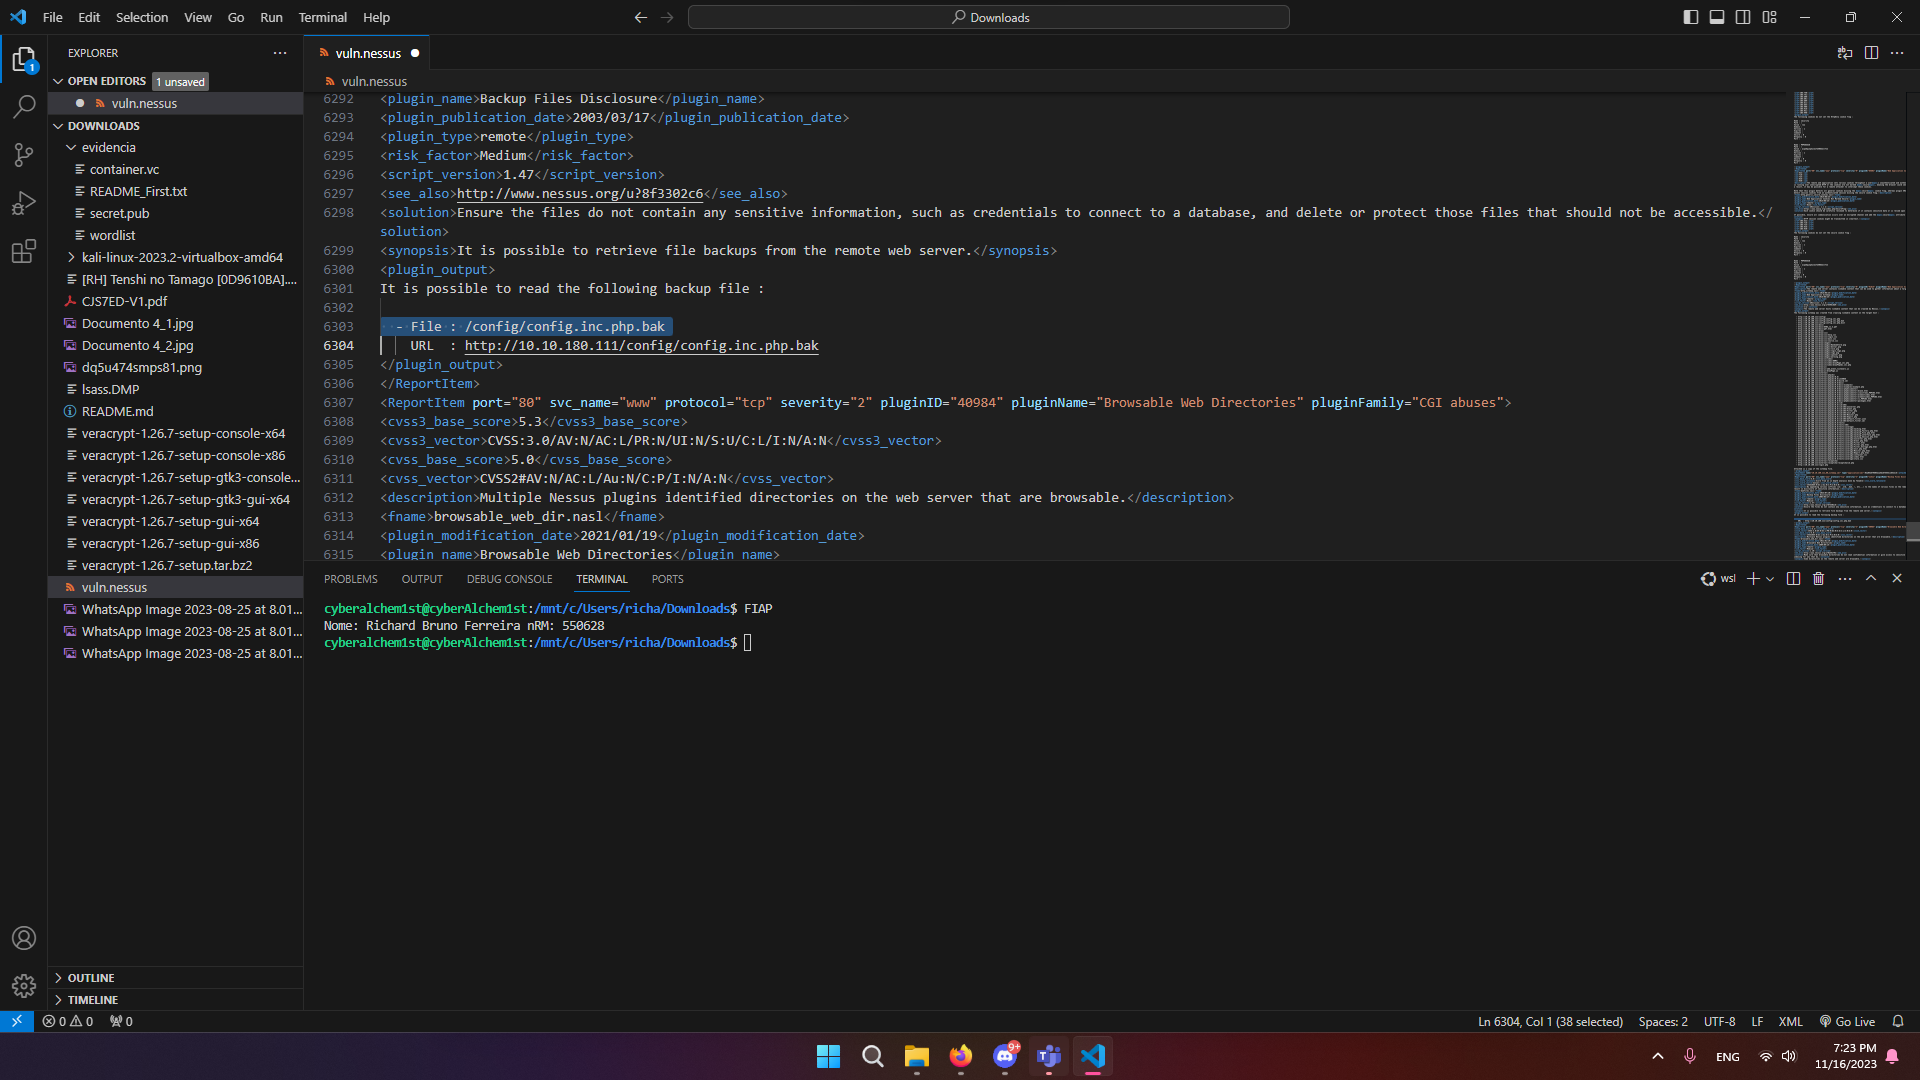 File Edit Selection View Go Run Terminal Help
Downloads
EXPLORER
OPEN EDITORS 1 unsaved
vuln.nessus
DOWNLOADS
evidencia
container.vc
README_First.txt
secret.pub
wordlist
kali-linux-2023.2-virtualbox-amd64
[RH] Tenshi no Tamago [0D9610BA]....
CJS7ED-V1.pdf
Documento 4_1.jpg
Documento 4_2.jpg
dq5u474smps81.png
lsass.DMP
README.md
veracrypt-1.26.7-setup-console-x64
veracrypt-1.26.7-setup-console-x86
veracrypt-1.26.7-setup-gtk3-console...
veracrypt-1.26.7-setup-gtk3-gui-x64
veracrypt-1.26.7-setup-gui-x64
veracrypt-1.26.7-setup-gui-x86
veracrypt-1.26.7-setup.tar.bz2
vuln.nessus
WhatsApp Image 2023-08-25 at 8.01...
WhatsApp Image 2023-08-25 at 8.01...
WhatsApp Image 2023-08-25 at 8.01...
OUTLINE
TIMELINE
1
vuln.nessus
vuln.nessus
6292 <plugin_name>Backup Files Disclosure</plugin_name>
6293 <plugin_publication_date>2003/03/17</plugin_publication_date>
6294 <plugin_type>remote</plugin_type>
6295 <risk_factor>Medium</risk_factor>
6296 <script_version>1.47</script_version>
6297 <see_also>http://www.nessus.org/u?8f3302c6</see_also>
6298 <solution>Ensure the files do not contain any sensitive information, such as credentials to connect to a database, and delete or protect those files that should not be accessible.</
solution>
6299 <synopsis>It is possible to retrieve file backups from the remote web server.</synopsis>
6300 <plugin_output>
6301 It is possible to read the following backup file :
6302
6303 - File : /config/config.inc.php.bak
6304 URL : http://10.10.180.111/config/config.inc.php.bak
6305 </plugin_output>
6306 </ReportItem>
6307 <ReportItem port="80" svc_name="www" protocol="tcp" severity="2" pluginID="40984" pluginName="Browsable Web Directories" pluginFamily="CGI abuses">
6308 <cvss3_base_score>5.3</cvss3_base_score>
6309 <cvss3_vector>CVSS:3.0/AV:N/AC:L/PR:N/UI:N/S:U/C:L/I:N/A:N</cvss3_vector>
6310 <cvss_base_score>5.0</cvss_base_score>
6311 <cvss_vector>CVSS2#AV:N/AC:L/Au:N/C:P/I:N/A:N</cvss_vector>
6312 <description>Multiple Nessus plugins identified directories on the web server that are browsable.</description>
6313 <fname>browsable_web_dir.nasl</fname>
6314 <plugin_modification_date>2021/01/19</plugin_modification_date>
6315 <plugin_name>Browsable Web Directories</plugin_name>
PROBLEMS OUTPUT DEBUG CONSOLE TERMINAL PORTS
wsl
cyberalchem1st@cyberAlchem1st:/mnt/c/Users/richa/Downloads$ FIAP
Nome: Richard Bruno Ferreira nRM: 550628
cyberalchem1st@cyberAlchem1st:/mnt/c/Users/richa/Downloads$
0 0 0
Ln 6304, Col 1 (38 selected) Spaces: 2 UTF-8 LF XML Go Live
9+
ENG
7:23 PM
11/16/2023